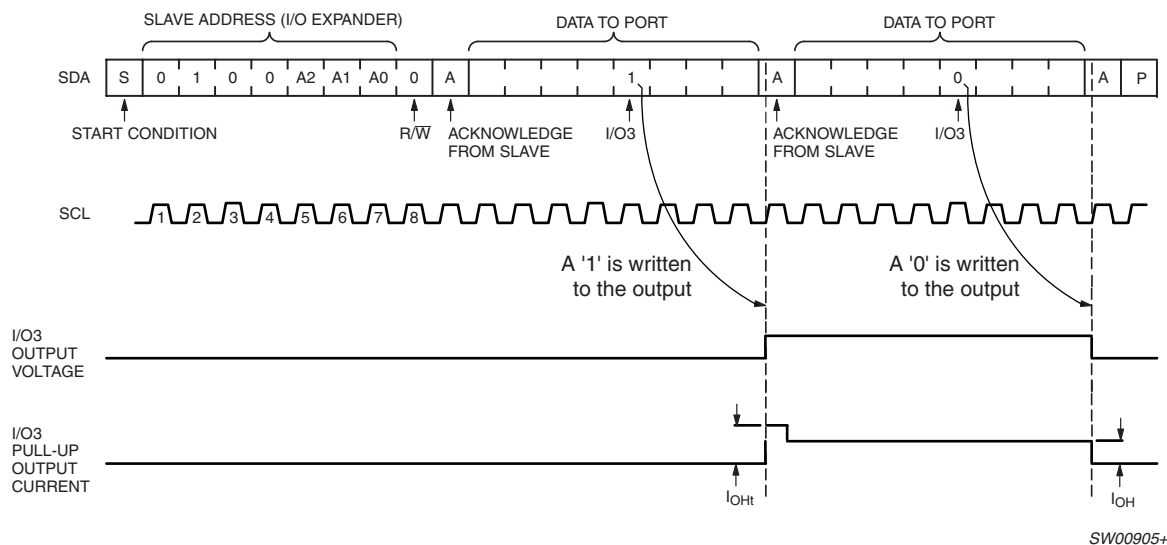 SLAVE ADDRESS (I/O EXPANDER) DATA TO PORT DATA TO PORT
SDA S 0 1 0 0 A2 A1 A0 0 A 1 A 0 A P
START CONDITION R/W̅ ACKNOWLEDGE FROM SLAVE I/O3 ACKNOWLEDGE FROM SLAVE I/O3
SCL 1 2 3 4 5 6 7 8
A '1' is written
to the output
A '0' is written
to the output
I/O3
OUTPUT
VOLTAGE
I/O3
PULL-UP
OUTPUT
CURRENT
IOHt
IOH
SW00905+